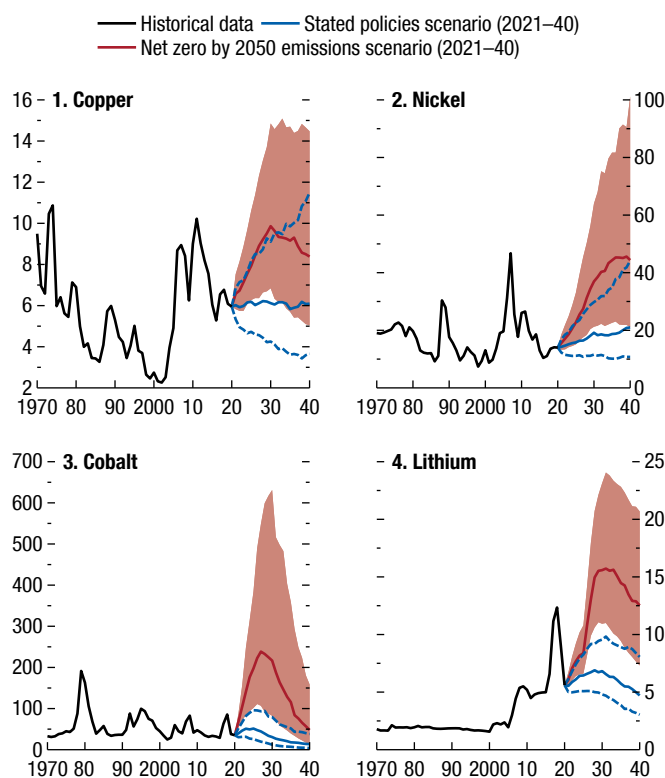 Historical data
Stated policies scenario (2021–40)
Net zero by 2050 emissions scenario (2021–40)
1. Copper
16
14
12
10
8
6
4
2
1970 80 90 2000 10 20 30 40
2. Nickel
100
80
60
40
20
0
1970 80 90 2000 10 20 30 40
3. Cobalt
700
600
500
400
300
200
100
0
1970 80 90 2000 10 20 30 40
4. Lithium
25
20
15
10
5
0
1970 80 90 2000 10 20 30 40